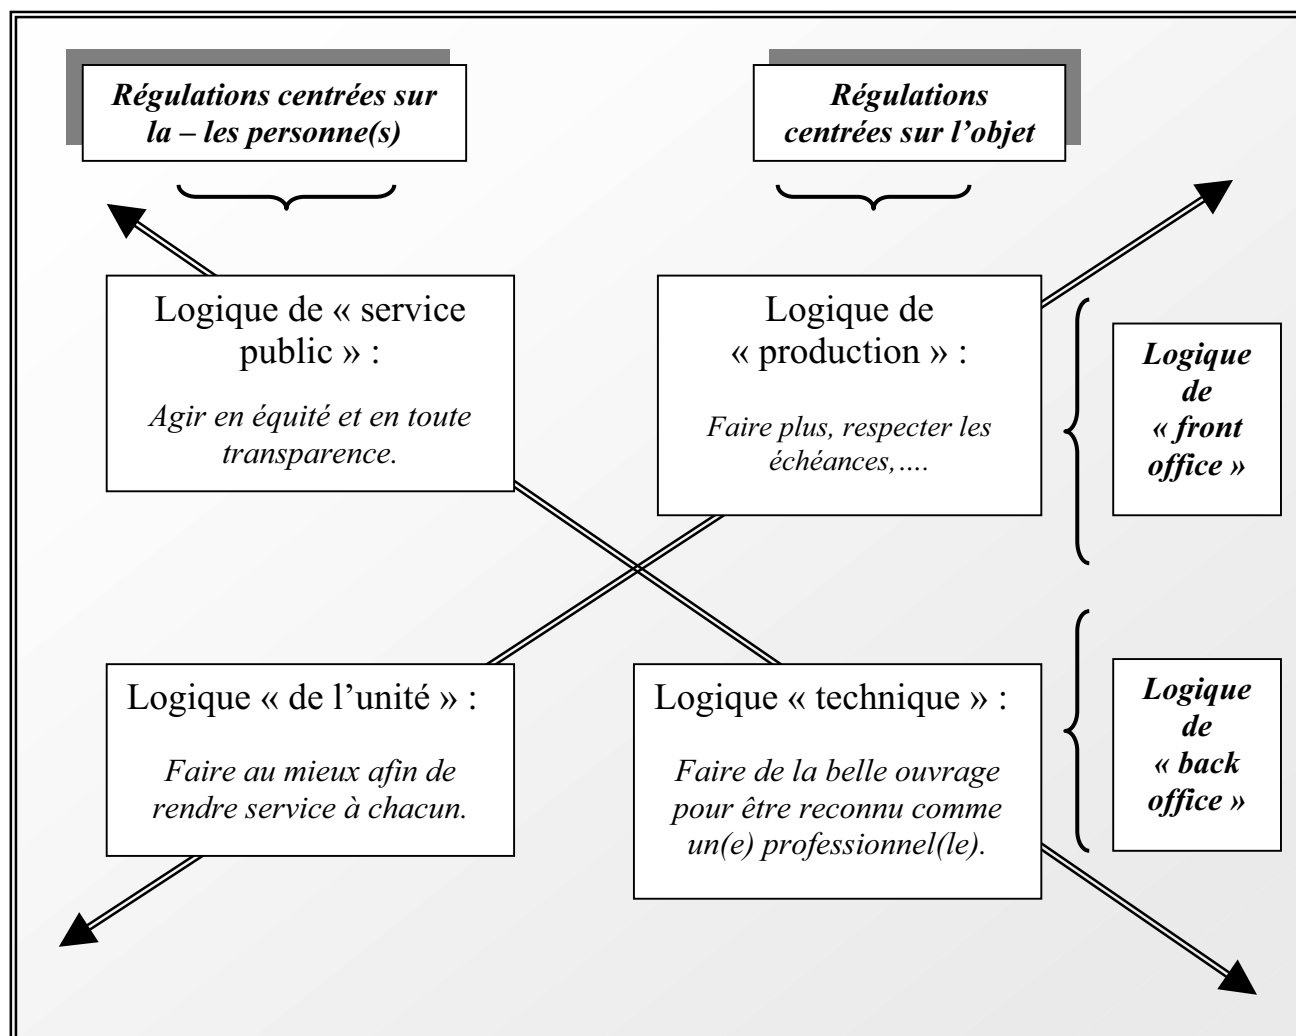 Régulations centrées sur
la – les personne(s)
Régulations
centrées sur l’objet
Logique de « service
public » :
Agir en équité et en toute
transparence.
Logique de
« production » :
Faire plus, respecter les
échéances,….
Logique
de
« front
office »
Logique « de l’unité » :
Faire au mieux afin de
rendre service à chacun.
Logique « technique » :
Faire de la belle ouvrage
pour être reconnu comme
un(e) professionnel(le).
Logique
de
« back
office »